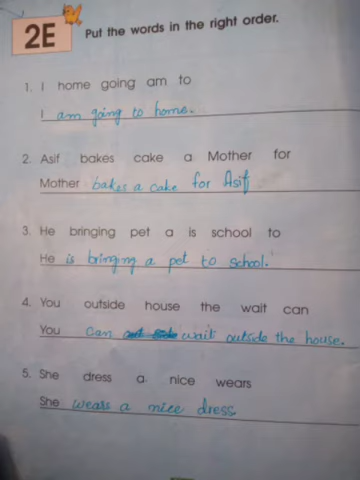 2E Put the words in the right order.
1. I home going am to
I am going to home.
2. Asif bakes cake a Mother for
Mother bakes a cake for Asif
3. He bringing pet a is school to
He is bringing a pet to school.
4. You outside house the wait can
You can wait outside the house.
5. She dress a nice wears
She wears a nice dress.